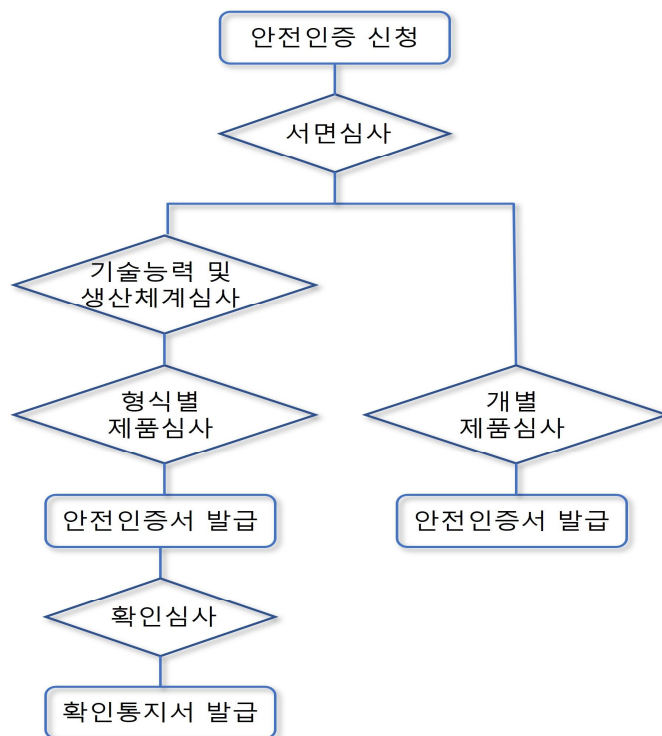 안전인증 신청
서면심사
기술능력 및
생산체계심사
형식별
제품심사
개별
제품심사
안전인증서 발급
안전인증서 발급
확인심사
확인통지서 발급